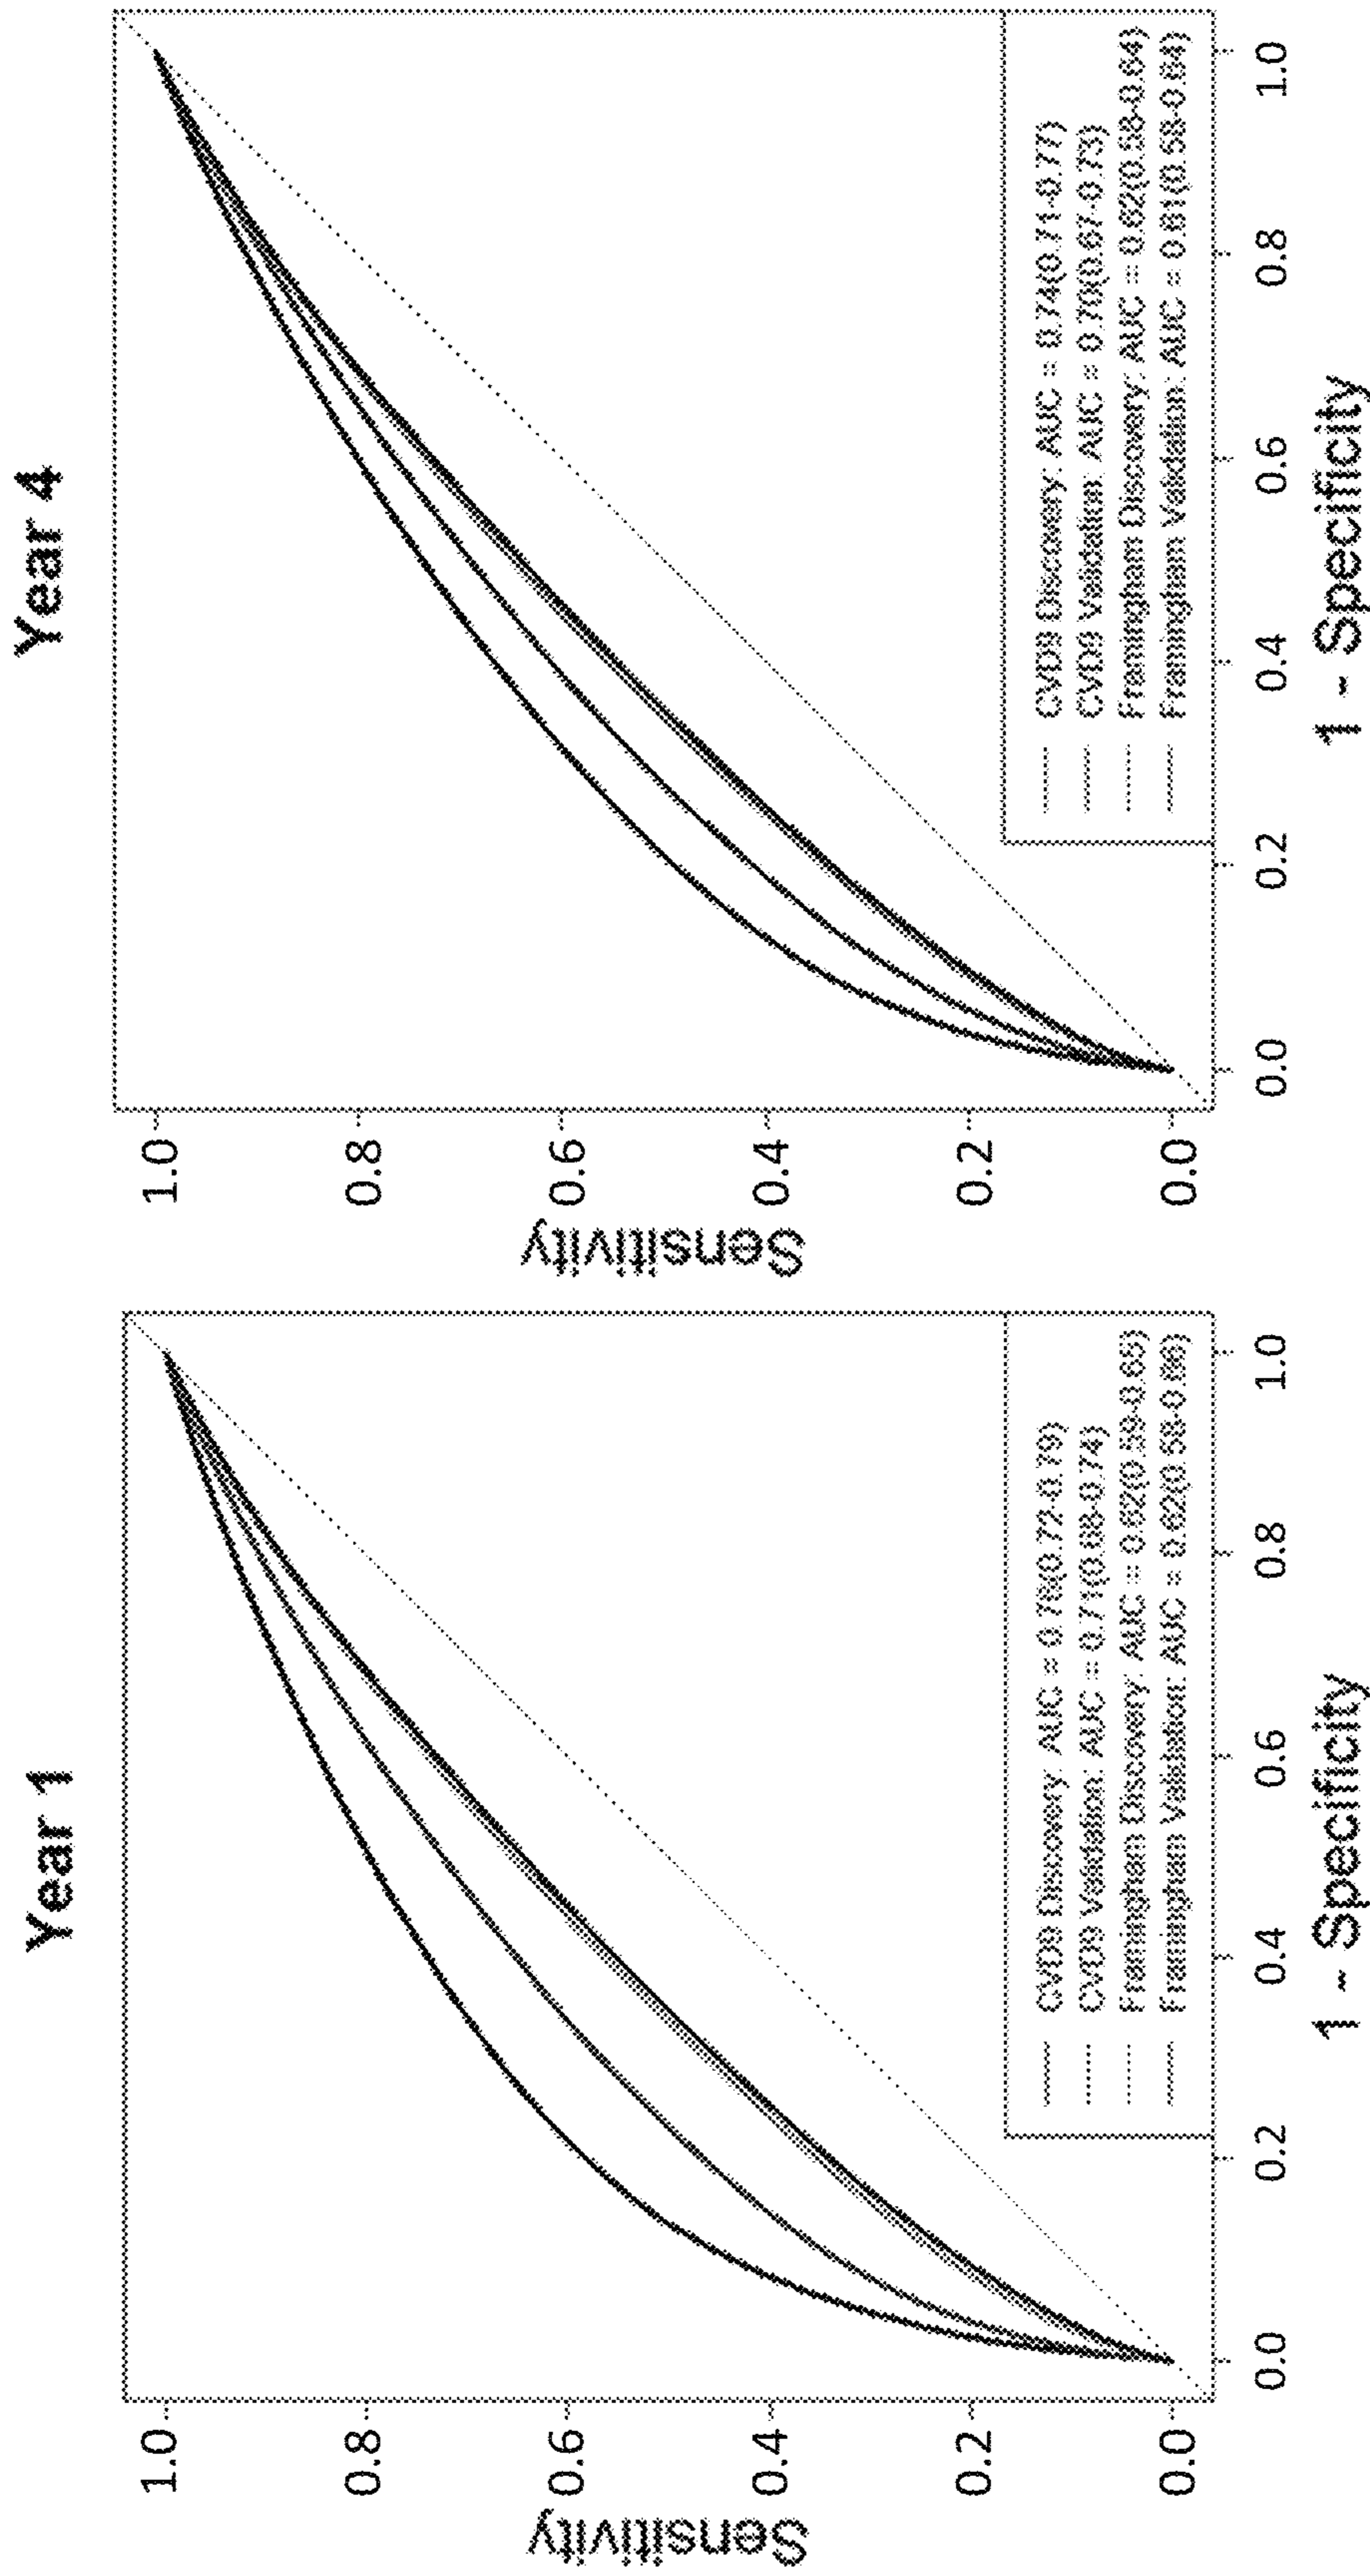 Year 1
Sensitivity
1.0
0.8
0.6
0.4
0.2
0.0
CVD9 Discovery: AUC = 0.76(0.72-0.79)
CVD9 Validation: AUC = 0.71(0.68-0.74)
Framingham Discovery: AUC = 0.62(0.59-0.65)
Framingham Validation: AUC = 0.62(0.58-0.66)
0.0 0.2 0.4 0.6 0.8 1.0
1 - Specificity
Year 4
Sensitivity
1.0
0.8
0.6
0.4
0.2
0.0
CVD9 Discovery: AUC = 0.74(0.71-0.77)
CVD9 Validation: AUC = 0.70(0.67-0.73)
Framingham Discovery: AUC = 0.62(0.58-0.64)
Framingham Validation: AUC = 0.61(0.58-0.64)
0.0 0.2 0.4 0.6 0.8 1.0
1 - Specificity